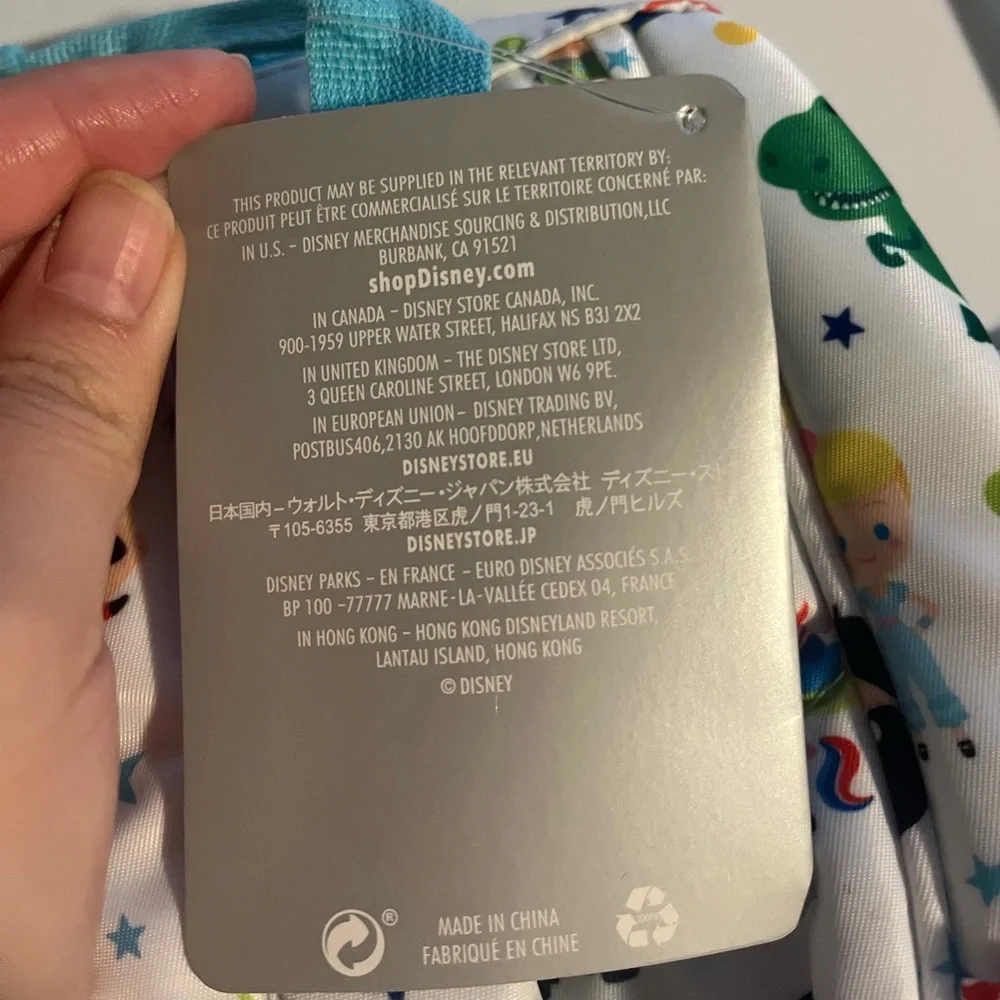 THIS PRODUCT MAY BE SUPPLIED IN THE RELEVANT TERRITORY BY:
CE PRODUIT PEUT ÊTRE COMMERCIALISÉ SUR LE TERRITOIRE CONCERNÉ PAR:
IN U.S. – DISNEY MERCHANDISE SOURCING & DISTRIBUTION,LLC
BURBANK, CA 91521
shopDisney.com
IN CANADA – DISNEY STORE CANADA, INC.
900-1959 UPPER WATER STREET, HALIFAX NS B3J 2X2
IN UNITED KINGDOM – THE DISNEY STORE LTD,
3 QUEEN CAROLINE STREET, LONDON W6 9PE.
IN EUROPEAN UNION– DISNEY TRADING BV,
POSTBUS406,2130 AK HOOFDDORP,NETHERLANDS
DISNEYSTORE.EU
日本国内–ウォルト・ディズニー・ジャパン株式会社 ディズニー・スト
〒105-6355 東京都港区虎ノ門1-23-1 虎ノ門ヒルズ
DISNEYSTORE.JP
DISNEY PARKS – EN FRANCE – EURO DISNEY ASSOCIÉS S.A.S.
BP 100 –77777 MARNE-LA-VALLÉE CEDEX 04, FRANCE
IN HONG KONG – HONG KONG DISNEYLAND RESORT,
LANTAU ISLAND, HONG KONG
© DISNEY
® MADE IN CHINA 100%
FABRIQUÉ EN CHINE